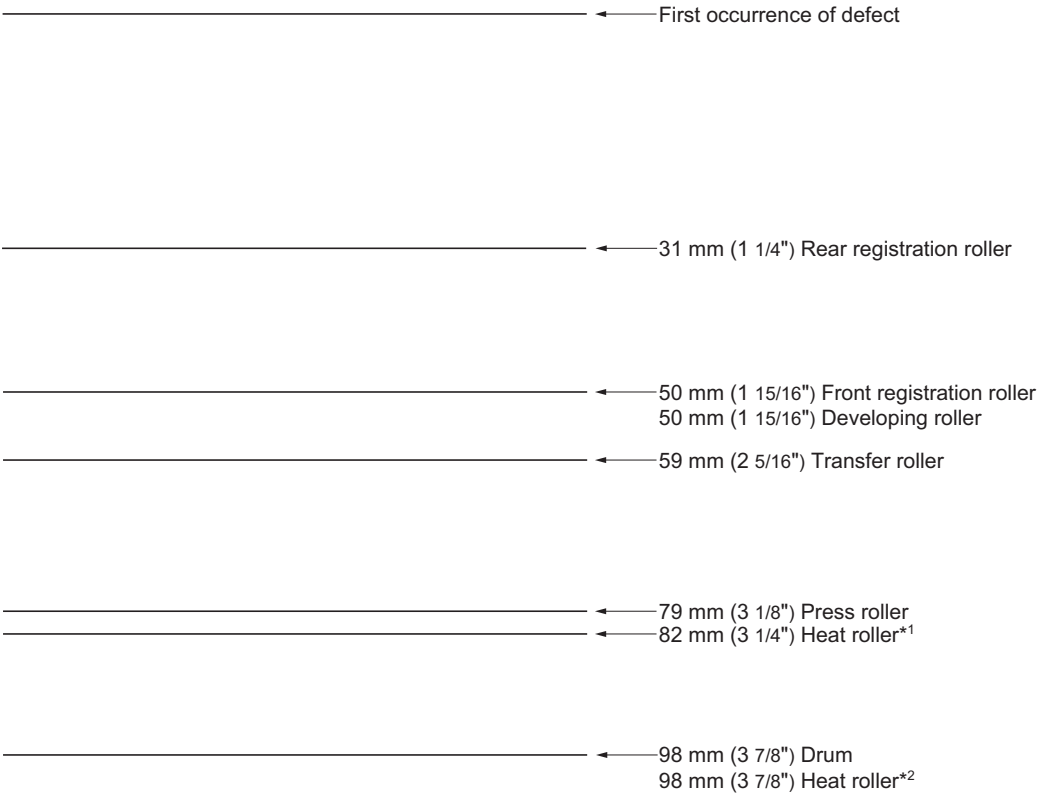 First occurrence of defect
31 mm (1 1/4") Rear registration roller
50 mm (1 15/16") Front registration roller
50 mm (1 15/16") Developing roller
59 mm (2 5/16") Transfer roller
79 mm (3 1/8") Press roller
82 mm (3 1/4") Heat roller*1
98 mm (3 7/8") Drum
98 mm (3 7/8") Heat roller*2